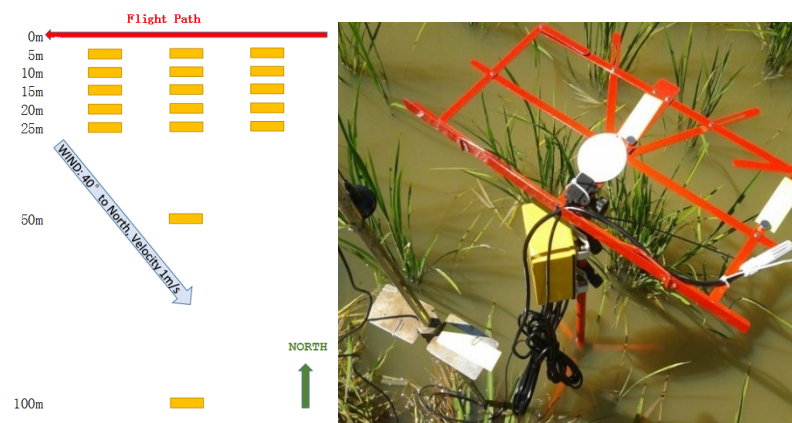 Flight Path
0m
5m
10m
15m
20m
25m
WIND: 40° to North, Velocity 1m/s
50m
NORTH
100m